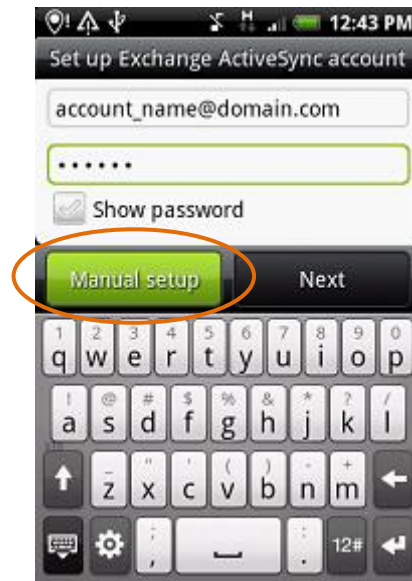 12:43 PM
Set up Exchange ActiveSync account
account_name@domain.com
••••••
Show password
Manual setup Next
1 2 3 4 5 6 7 8 9 0
q w e r t y u i o p
! @ # $ % & * ? /
a s d f g h j k l
_ " ' ( ) - +
z x c v b n m
; :
, . 12#